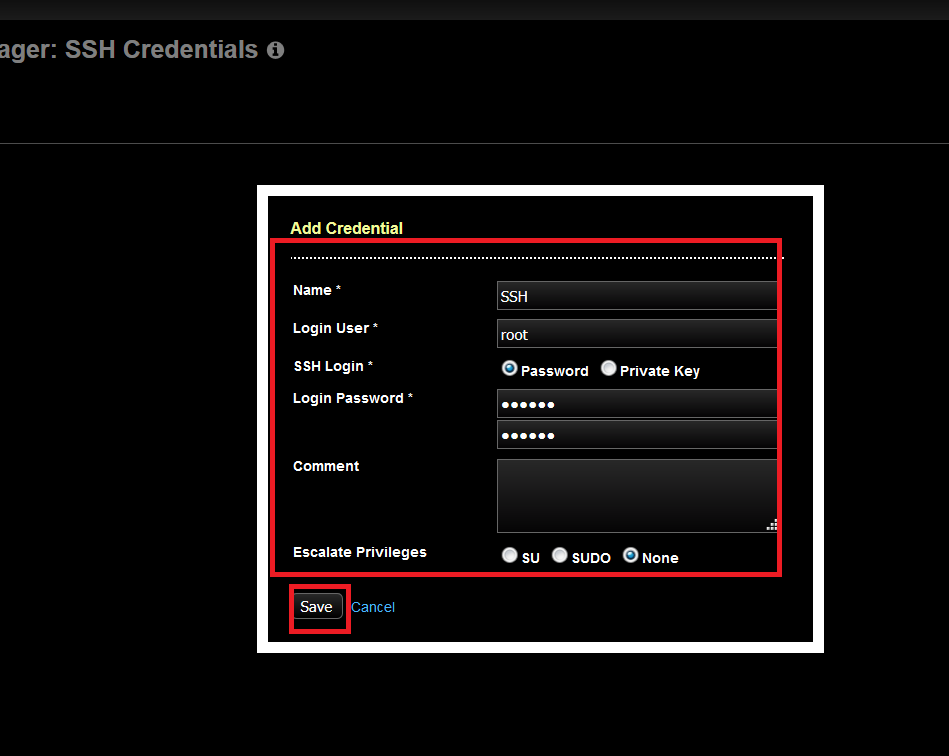 ager: SSH Credentials
Add Credential
Name * SSH
Login User * root
SSH Login * Password Private Key
Login Password * ●●●●●●
●●●●●●
Comment
Escalate Privileges SU SUDO None
Save Cancel